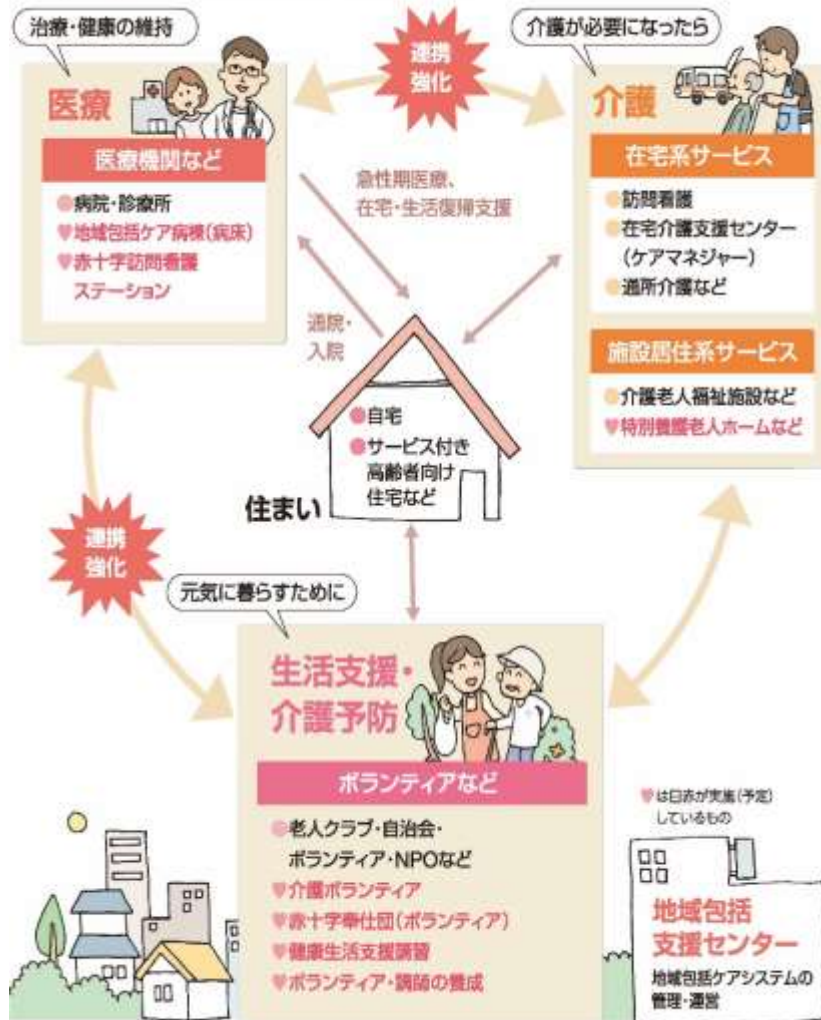 治療・健康の維持
医療
医療機関など
●病院・診療所
♥地域包括ケア病棟(病床)
♥赤十字訪問看護
ステーション
連携
強化
介護が必要になったら
介護
在宅系サービス
●訪問看護
●在宅介護支援センター
(ケアマネジャー)
●通所介護など
施設居住系サービス
●介護老人福祉施設など
♥特別養護老人ホームなど
急性期医療、
在宅・生活復帰支援
通院・
入院
●自宅
●サービス付き
高齢者向け
住宅など
住まい
連携
強化
元気に暮らすために
生活支援・
介護予防
ボランティアなど
●老人クラブ・自治会・
ボランティア・NPOなど
♥介護ボランティア
♥赤十字奉仕団(ボランティア)
♥健康生活支援講習
♥ボランティア・講師の養成
♥は日赤が実施(予定)
しているもの
地域包括
支援センター
地域包括ケアシステムの
管理・運営